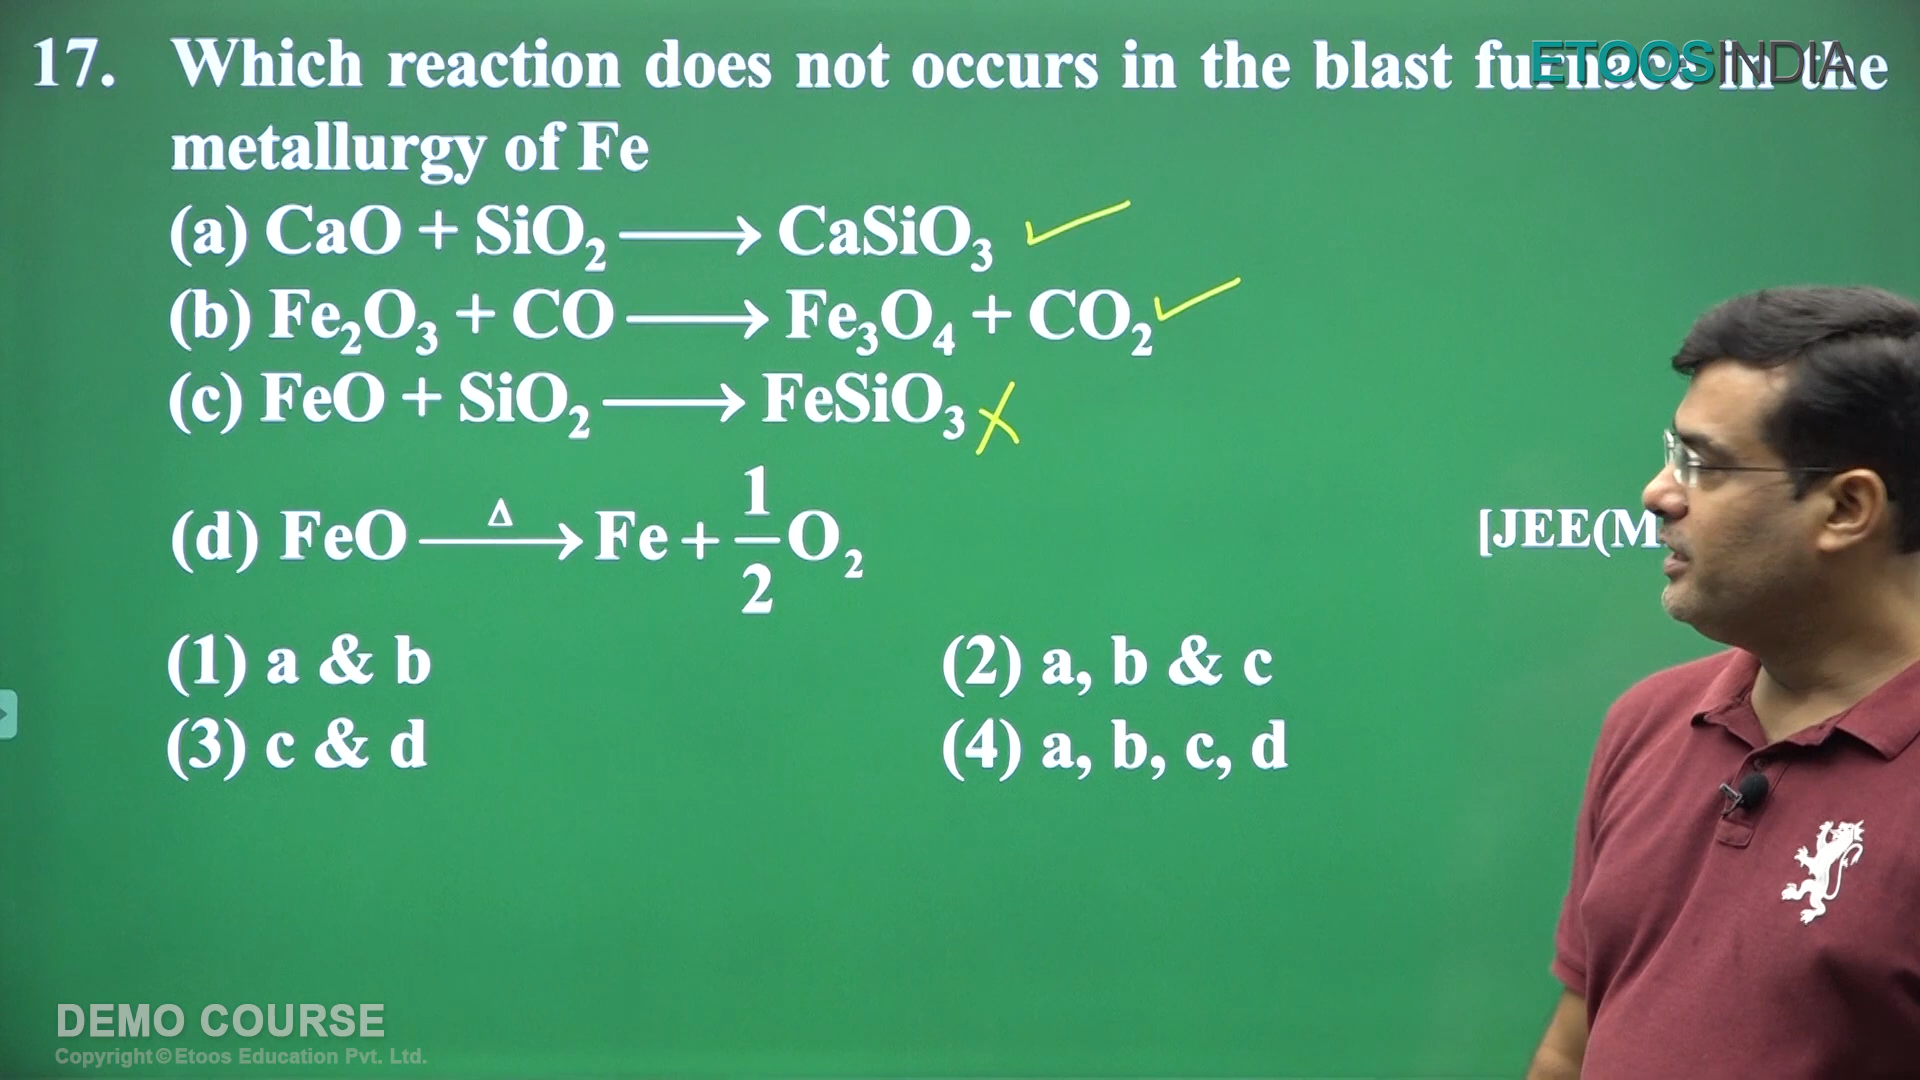 17. Which reaction does not occurs in the blast furnace in the
ETOOSINDIA
metallurgy of Fe
(a) CaO + SiO₂ ⟶ CaSiO₃ ✓
(b) Fe₂O₃ + CO ⟶ Fe₃O₄ + CO₂ ✓
(c) FeO + SiO₂ ⟶ FeSiO₃ ✗
(d) FeO —Δ→ Fe + 1/2 O₂
[JEE(M
(1) a & b (2) a, b & c
(3) c & d (4) a, b, c, d
DEMO COURSE
Copyright © Etoos Education Pvt. Ltd.